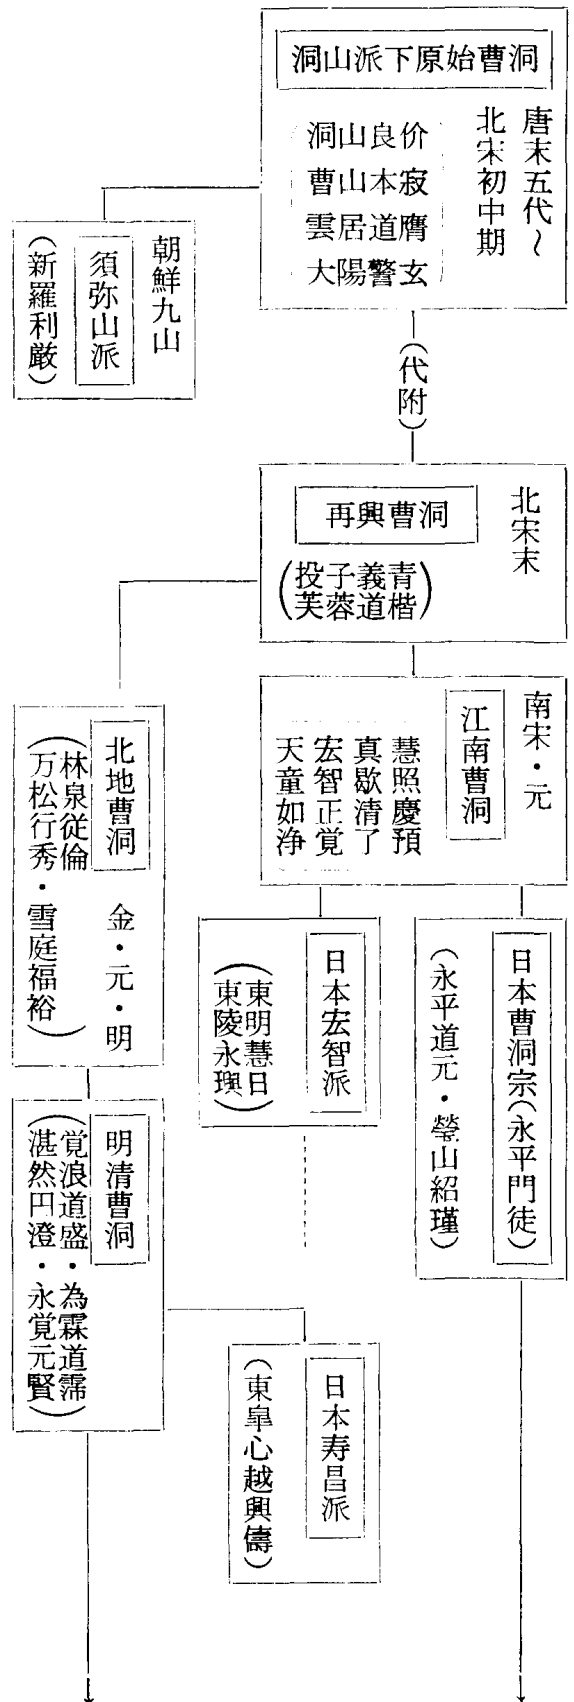 洞山派下原始曹洞
唐末五代～
北宋初中期
洞山良价
曹山本寂
雲居道膺
大陽警玄
朝鮮九山
須弥山派
（新羅利厳）
（代附）
北宋末
再興曹洞
（投子義青
芙蓉道楷）
南宋・元
江南曹洞
慧照慶預
真歇清了
宏智正覚
天童如浄
北地曹洞
金・元・明
（林泉従倫
万松行秀・雪庭福裕）
日本曹洞宗（永平門徒）
（永平道元・瑩山紹瑾）
日本宏智派
（東明慧日
東陵永璵）
明清曹洞
（覚浪道盛・為霖道霈
湛然円澄・永覚元賢）
日本寿昌派
（東皐心越興儔）